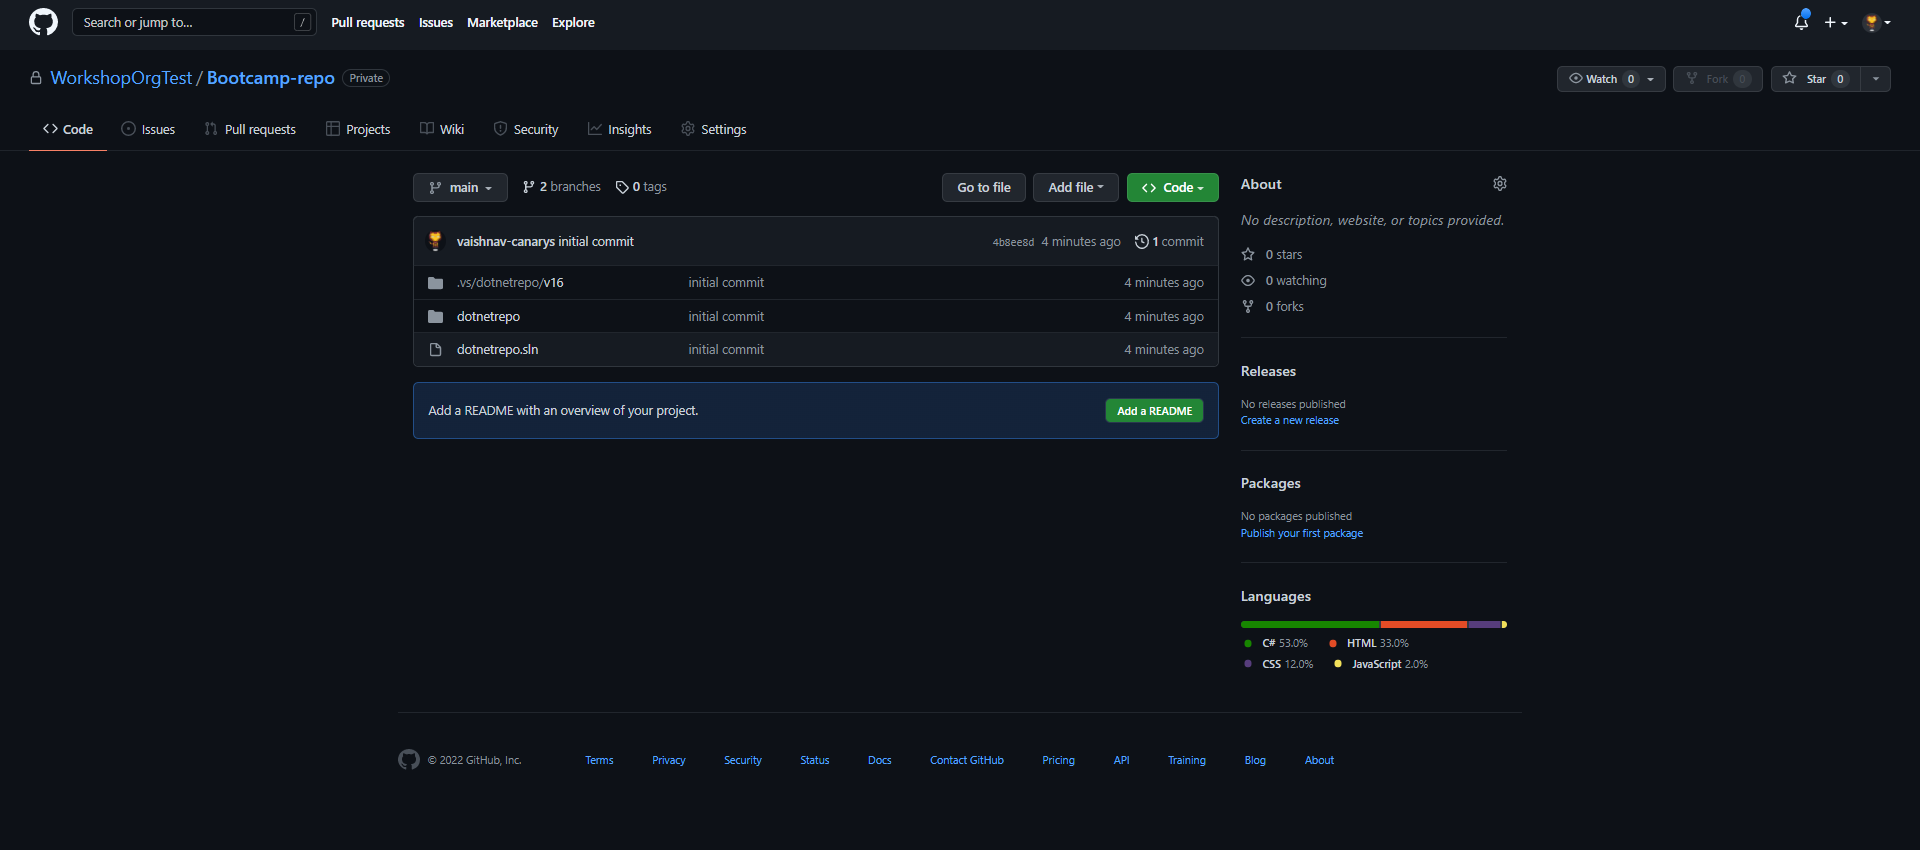 Search or jump to... / Pull requests Issues Marketplace Explore
WorkshopOrgTest / Bootcamp-repo Private Watch 0 Fork 0 Star 0
Code Issues Pull requests Projects Wiki Security Insights Settings
main 2 branches 0 tags Go to file Add file Code
vaishnav-canarys initial commit 4b8ee8d 4 minutes ago 1 commit
.vs/dotnetrepo/v16 initial commit 4 minutes ago
dotnetrepo initial commit 4 minutes ago
dotnetrepo.sln initial commit 4 minutes ago
Add a README with an overview of your project. Add a README
About
No description, website, or topics provided.
0 stars
0 watching
0 forks
Releases
No releases published
Create a new release
Packages
No packages published
Publish your first package
Languages
C# 53.0% HTML 33.0%
CSS 12.0% JavaScript 2.0%
© 2022 GitHub, Inc. Terms Privacy Security Status Docs Contact GitHub Pricing API Training Blog About